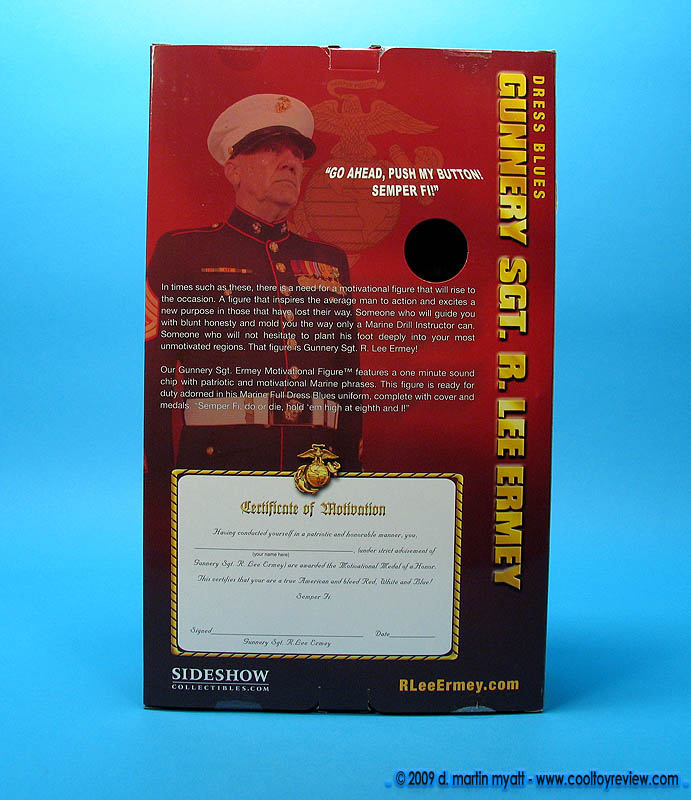 DRESS BLUES
GUNNERY SGT. R. LEE ERMEY
"GO AHEAD, PUSH MY BUTTON!
SEMPER FI!"
In times such as these, there is a need for a motivational figure that will rise to
the occasion. A figure that inspires the average man to action and excites a
new purpose in those that have lost their way. Someone who will guide you
with blunt honesty and mold you the way only a Marine Drill Instructor can.
Someone who will not hesitate to plant his foot deeply into your most
unmotivated regions. That figure is Gunnery Sgt. R. Lee Ermey!
Our Gunnery Sgt. Ermey Motivational Figure™ features a one minute sound
chip with patriotic and motivational Marine phrases. This figure is ready for
duty adorned in his Marine Full Dress Blues uniform, complete with cover and
medals. "Semper Fi, do or die, hold 'em high at eighth and I!"
Certificate of Motivation
Having conducted yourself in a patriotic and honorable manner, you,
, (under strict advisement of
(your name here)
Gunnery Sgt. R. Lee Ermey) are awarded the Motivational Medal of a Honor.
This certifies that your are a true American and bleed Red, White and Blue!
Semper Fi
Signed Date
Gunnery Sgt. R.Lee Ermey
SIDESHOW
COLLECTIBLES.COM
RLeeErmey.com
© 2009 d. martin myatt - www.cooltoyreview.com